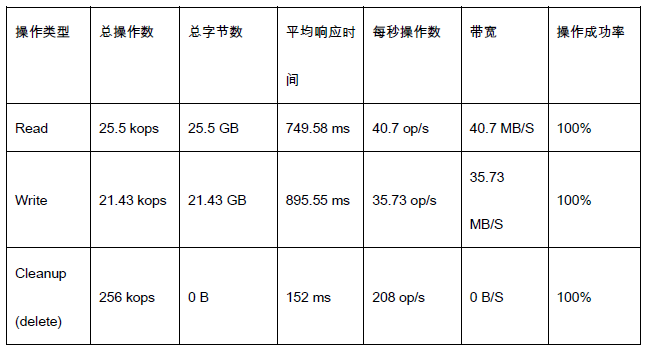 操作类型 总操作数 总字节数 平均响应时间 每秒操作数 带宽 操作成功率
Read 25.5 kops 25.5 GB 749.58 ms 40.7 op/s 40.7 MB/S 100%
Write 21.43 kops 21.43 GB 895.55 ms 35.73 op/s 35.73 MB/S 100%
Cleanup (delete) 256 kops 0 B 152 ms 208 op/s 0 B/S 100%